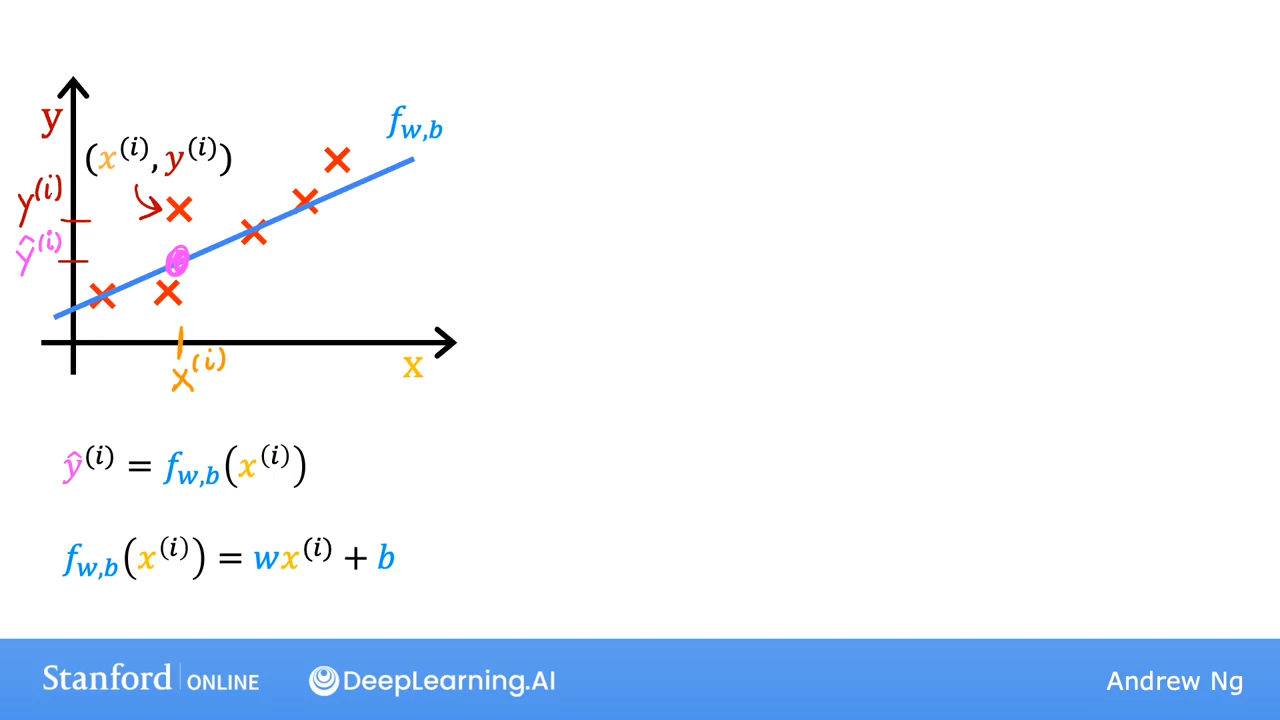 y
f_{w,b}
(x^{(i)}, y^{(i)})
y^{(i)}
ŷ^{(i)}
x^{(i)}
x
ŷ^{(i)} = f_{w,b}(x^{(i)})
f_{w,b}(x^{(i)}) = wx^{(i)} + b
Stanford ONLINE
DeepLearning.AI
Andrew Ng